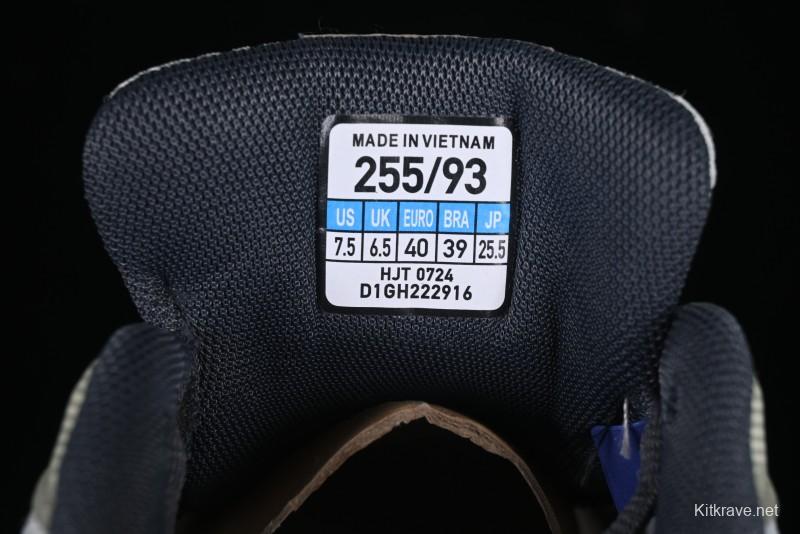 MADE IN VIETNAM
255/93
US UK EURO BRA JP
7.5 6.5 40 39 25.5
HJT 0724
D1GH222916
Kitkrave.net